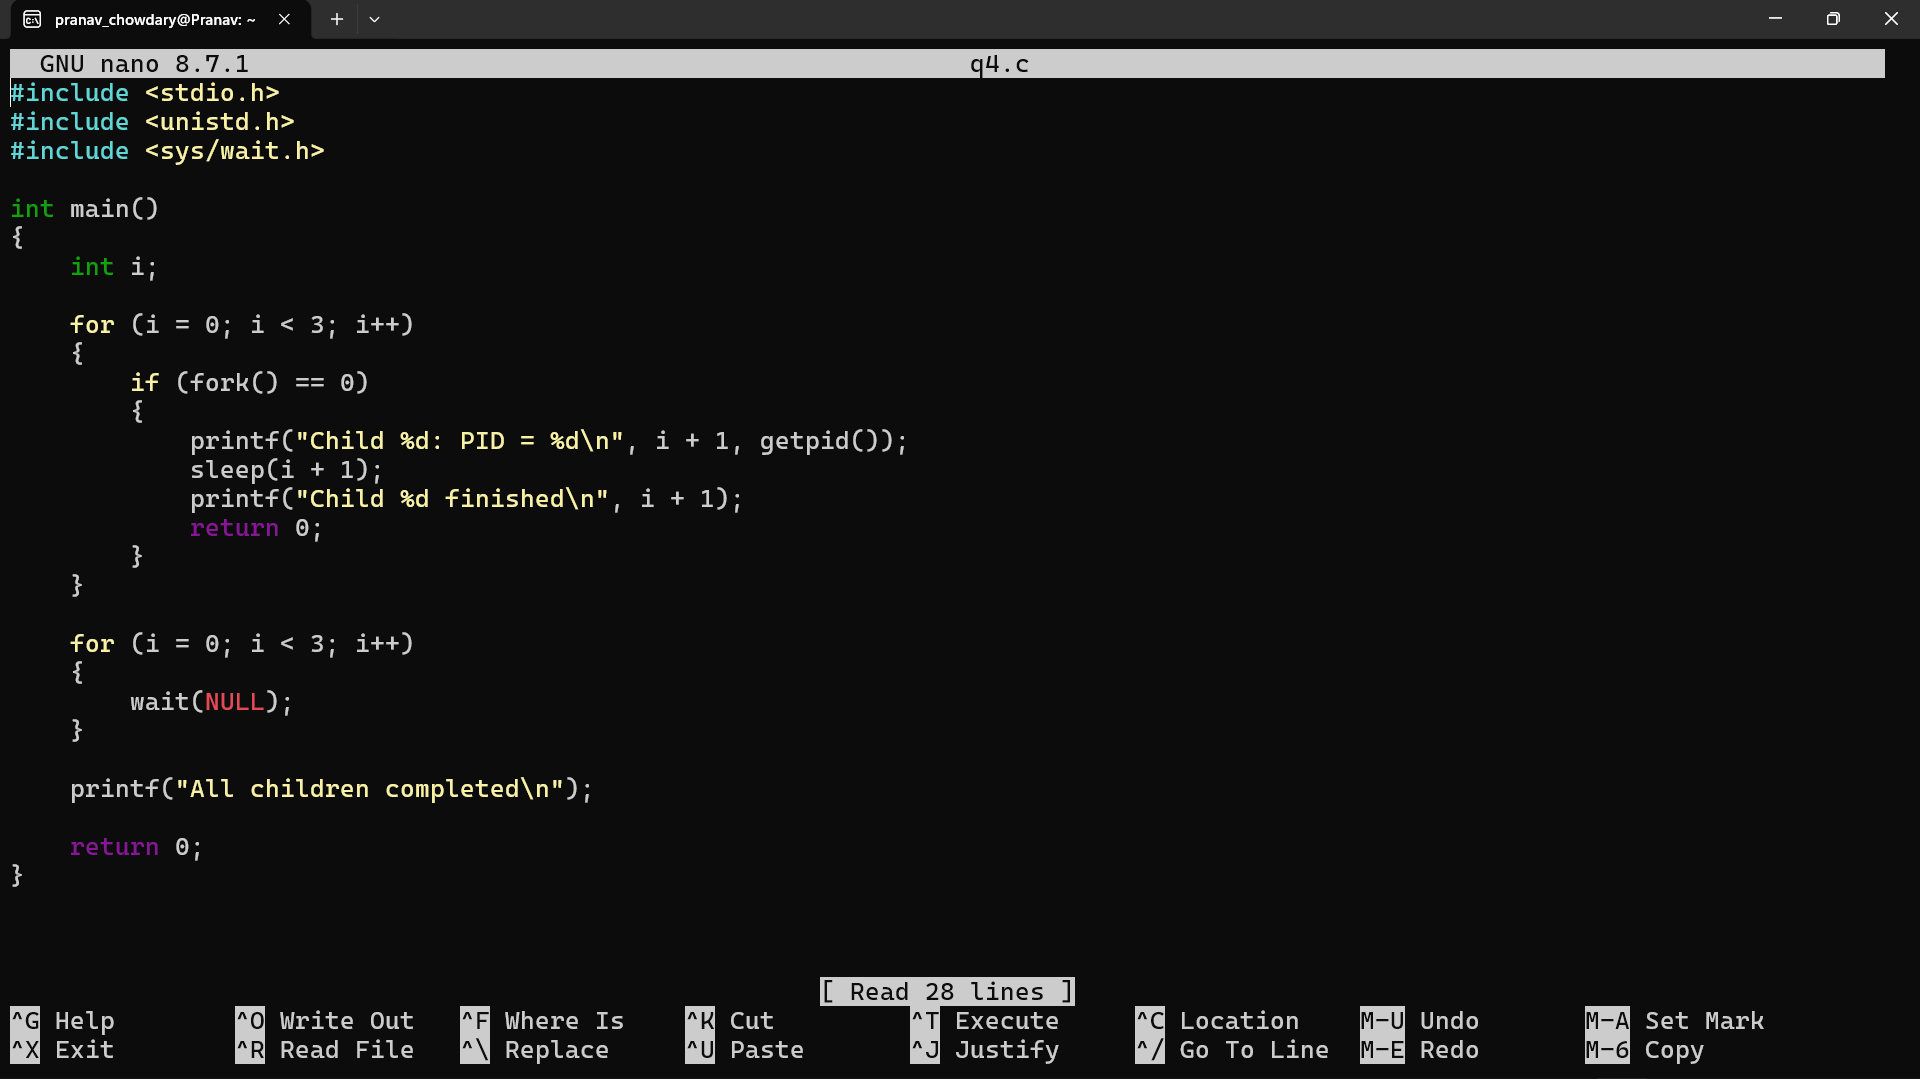 pranav_chowdary@Pranav: ~
GNU nano 8.7.1 q4.c
#include <stdio.h>
#include <unistd.h>
#include <sys/wait.h>

int main()
{
    int i;

    for (i = 0; i < 3; i++)
    {
        if (fork() == 0)
        {
            printf("Child %d: PID = %d\n", i + 1, getpid());
            sleep(i + 1);
            printf("Child %d finished\n", i + 1);
            return 0;
        }
    }

    for (i = 0; i < 3; i++)
    {
        wait(NULL);
    }

    printf("All children completed\n");

    return 0;
}
[ Read 28 lines ]
^G Help ^O Write Out ^F Where Is ^K Cut ^T Execute ^C Location M-U Undo M-A Set Mark
^X Exit ^R Read File ^\ Replace ^U Paste ^J Justify ^/ Go To Line M-E Redo M-6 Copy